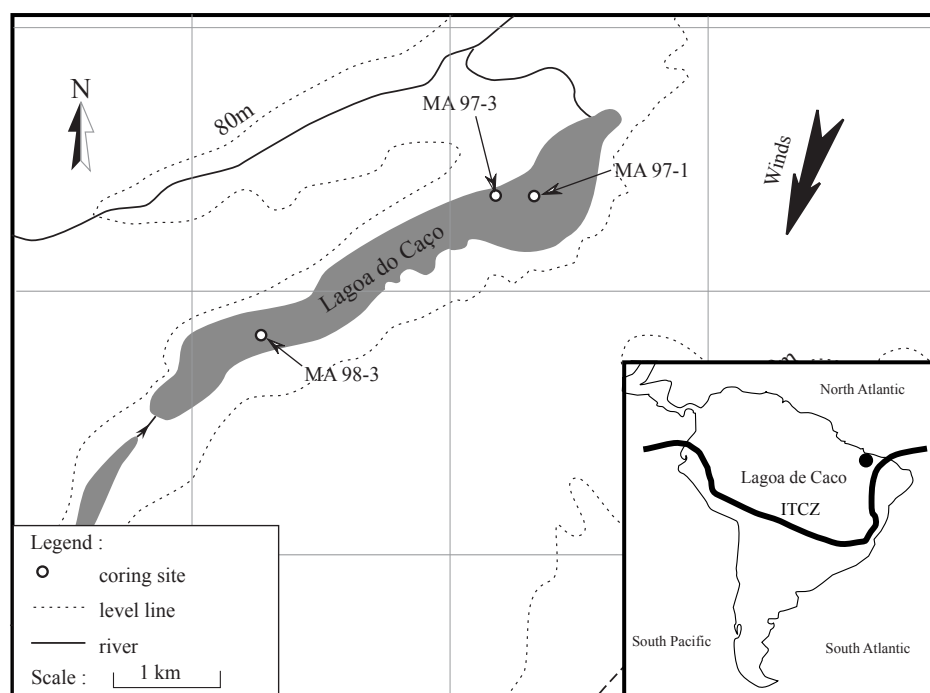 N
80m
MA 97-3
MA 97-1
Winds
Lagoa do Caço
MA 98-3
Legend :
coring site
level line
river
Scale : 1 km
North Atlantic
Lagoa de Caco
ITCZ
South Pacific
South Atlantic